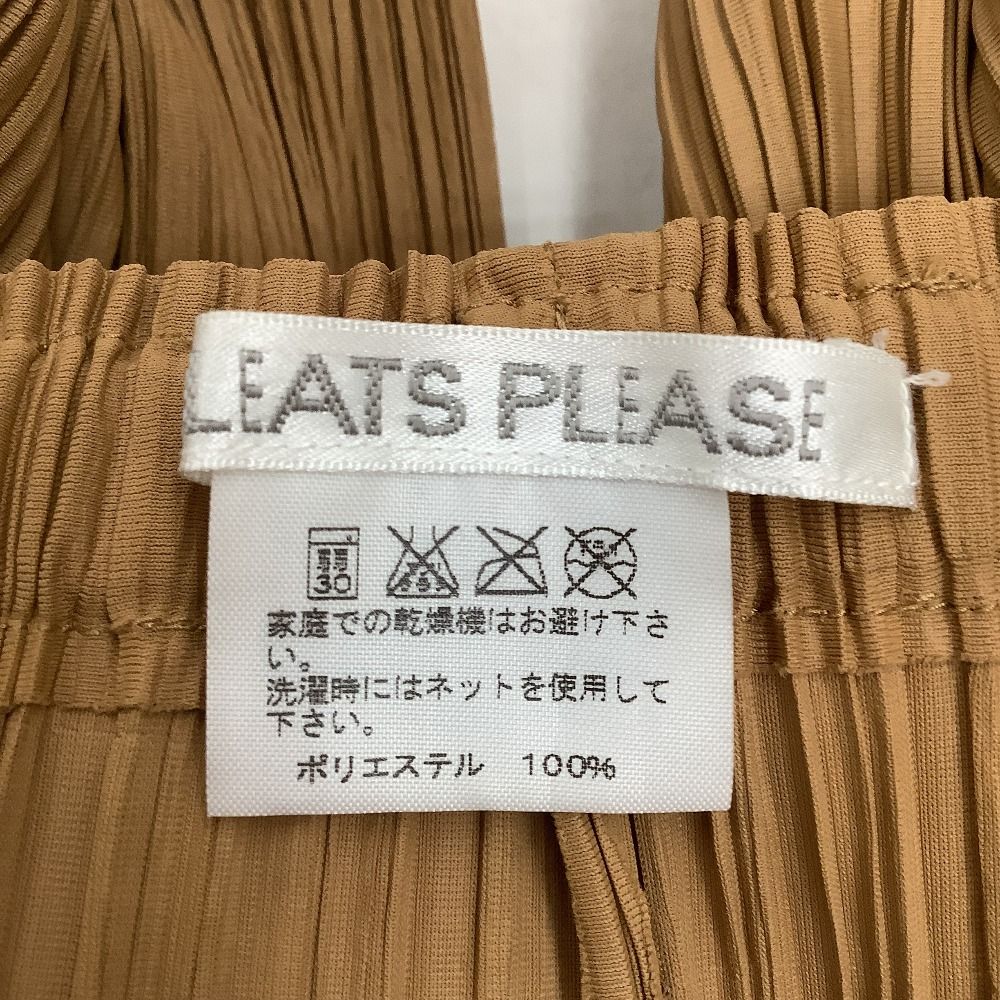 LEATS PLEASE
30
家庭での乾燥機はお避け下さ
い。
洗濯時にはネットを使用して
下さい。
ポリエステル 100%